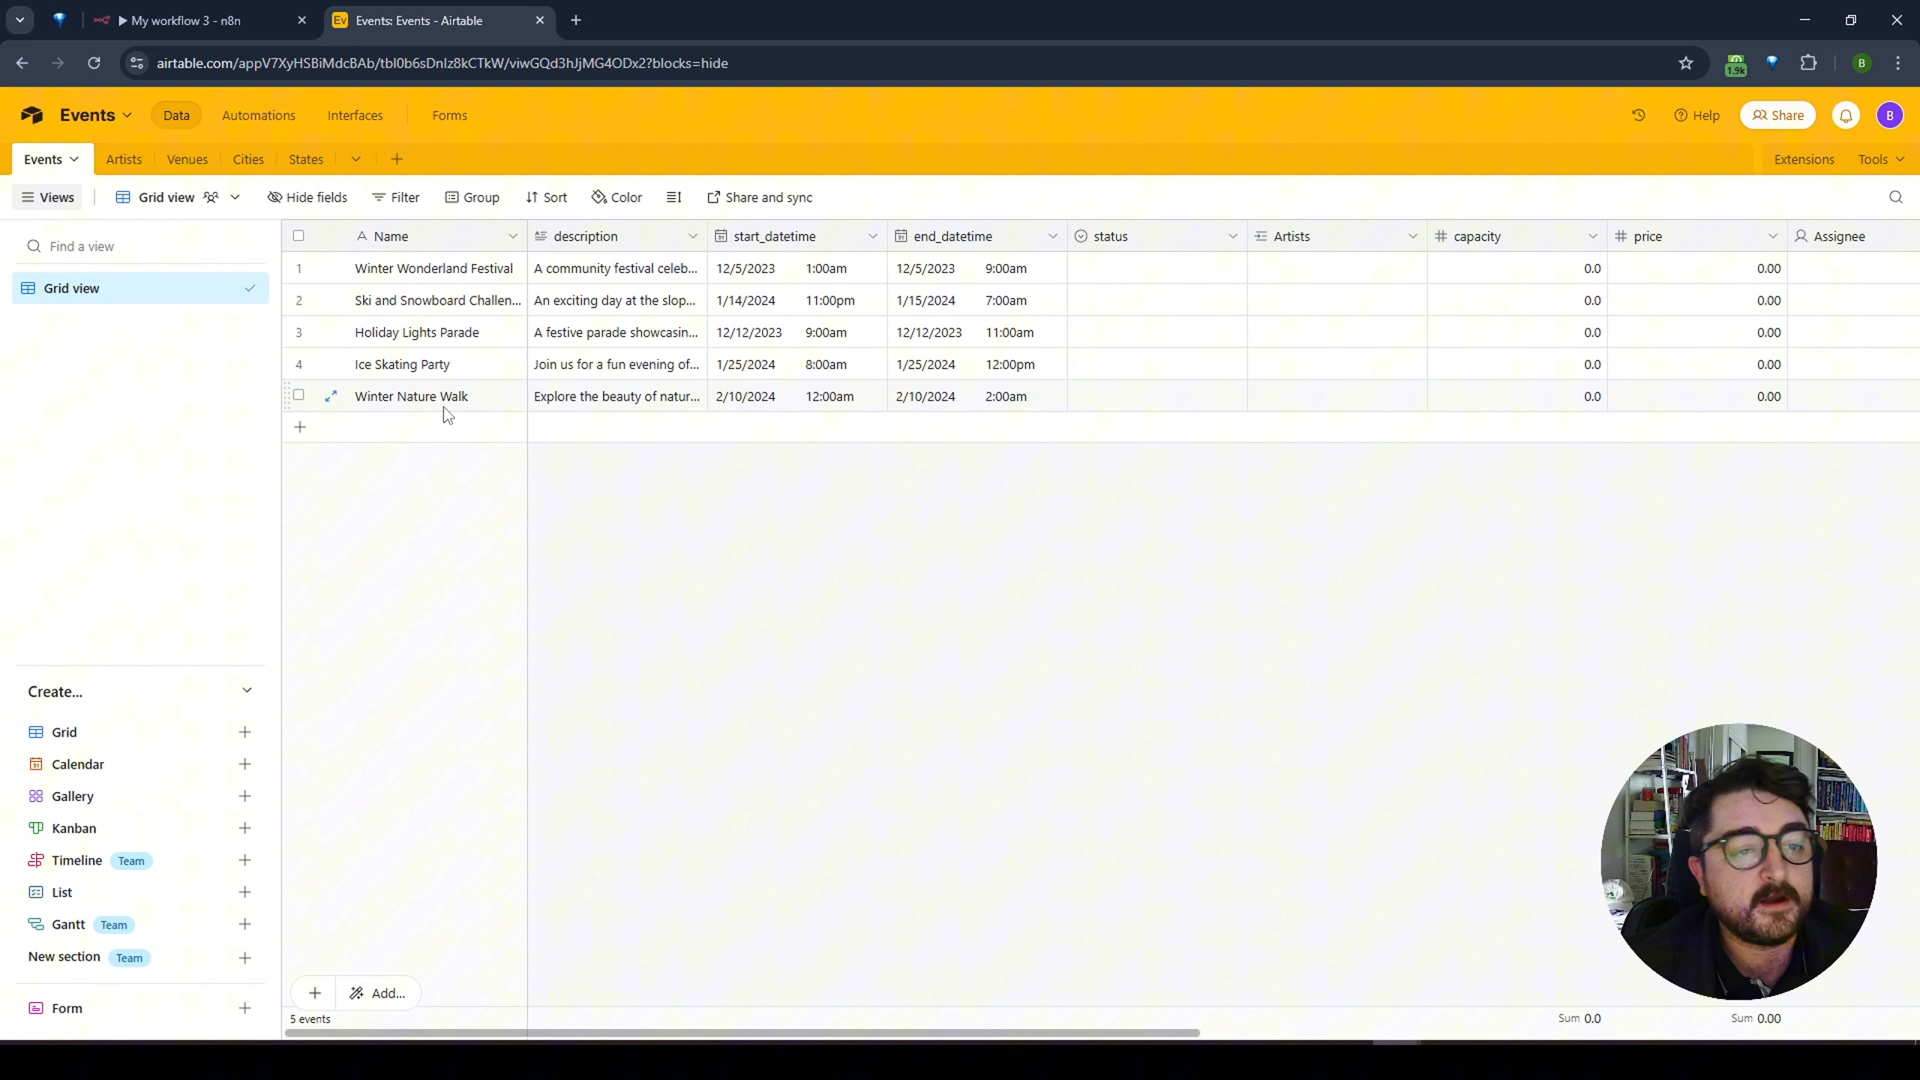 My workflow 3 - n8n
Ev Events: Events - Airtable
airtable.com/appV7XyHSBiMdcBAb/tbl0b6sDnIz8kCTkW/viwGQd3hJjMG4ODx2?blocks=hide
1.9k
B
Events
Data
Automations
Interfaces
Forms
Help
Share
B
Events
Artists
Venues
Cities
States
Extensions
Tools
Views
Grid view
Hide fields
Filter
Group
Sort
Color
Share and sync
Find a view
Grid view
Name description start_datetime end_datetime status Artists capacity price Assignee
1 Winter Wonderland Festival A community festival celeb... 12/5/2023 1:00am 12/5/2023 9:00am 0.0 0.00
2 Ski and Snowboard Challen... An exciting day at the slop... 1/14/2024 11:00pm 1/15/2024 7:00am 0.0 0.00
3 Holiday Lights Parade A festive parade showcasin... 12/12/2023 9:00am 12/12/2023 11:00am 0.0 0.00
4 Ice Skating Party Join us for a fun evening of... 1/25/2024 8:00am 1/25/2024 12:00pm 0.0 0.00
Winter Nature Walk Explore the beauty of natur... 2/10/2024 12:00am 2/10/2024 2:00am 0.0 0.00
Create...
Grid
Calendar
Gallery
Kanban
Timeline Team
List
Gantt Team
New section Team
Form
Add...
5 events
Sum 0.0
Sum 0.00